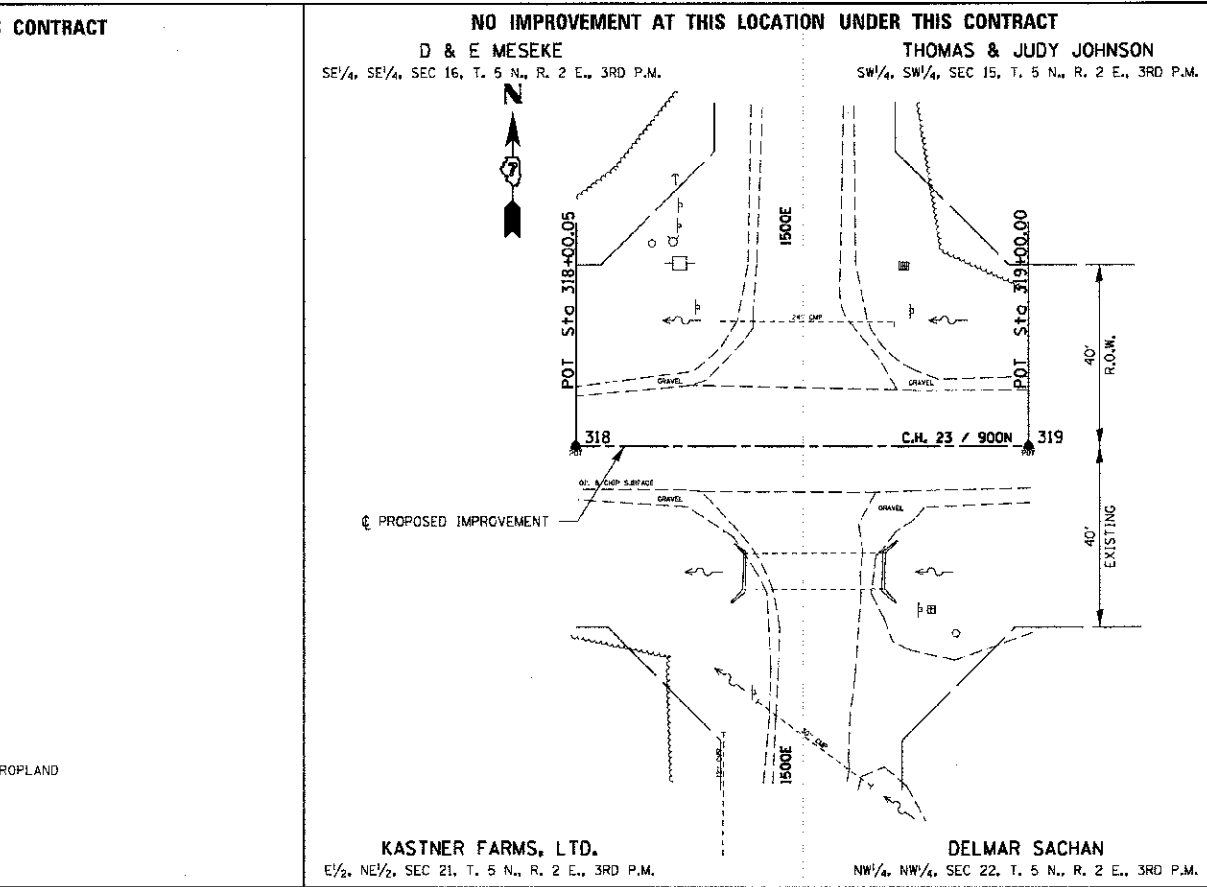 CONTRACT
NO IMPROVEMENT AT THIS LOCATION UNDER THIS CONTRACT
D & E MESEKE
SE¼, SE¼, SEC 16, T. 5 N., R. 2 E., 3RD P.M.
THOMAS & JUDY JOHNSON
SW¼, SW¼, SEC 15, T. 5 N., R. 2 E., 3RD P.M.
N
7
POT Sta 318+00.05
1500E
POT Sta 319+00.00
24" CMP
GRAVEL
GRAVEL
40'
R.O.W.
318
C.H. 23 / 900N
319
POT
POT
OIL & CHIP SURFACE
GRAVEL
GRAVEL
℄ PROPOSED IMPROVEMENT
40'
EXISTING
CMP
CMP
1500E
ROPLAND
KASTNER FARMS, LTD.
E½, NE½, SEC 21, T. 5 N., R. 2 E., 3RD P.M.
DELMAR SACHAN
NW¼, NW¼, SEC 22, T. 5 N., R. 2 E., 3RD P.M.